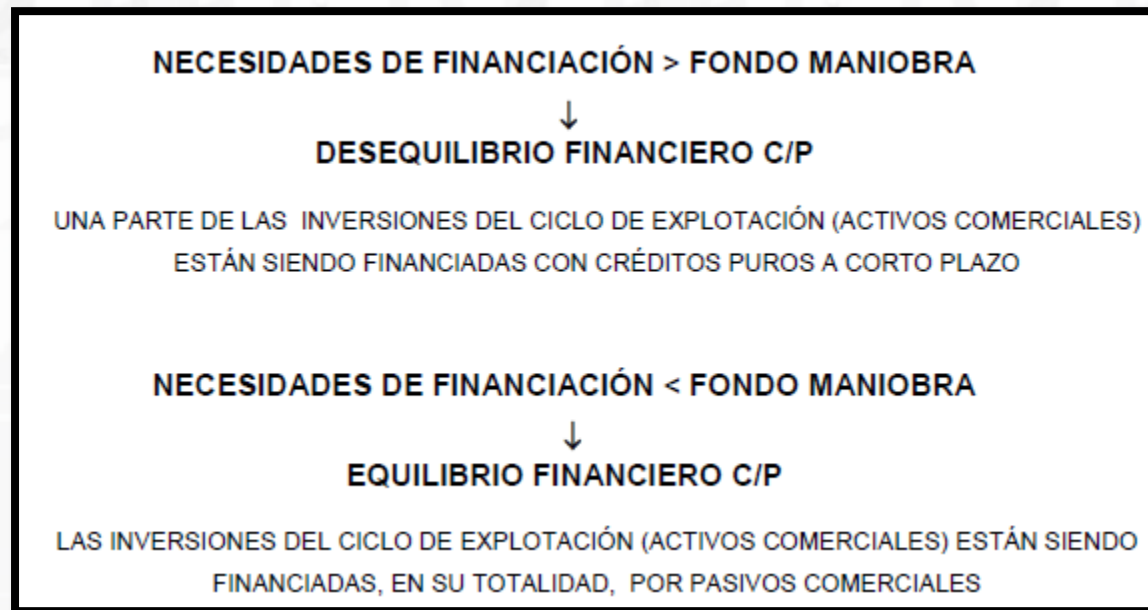 NECESIDADES DE FINANCIACIÓN > FONDO MANIOBRA
↓
DESEQUILIBRIO FINANCIERO C/P
UNA PARTE DE LAS INVERSIONES DEL CICLO DE EXPLOTACIÓN (ACTIVOS COMERCIALES)
ESTÁN SIENDO FINANCIADAS CON CRÉDITOS PUROS A CORTO PLAZO
NECESIDADES DE FINANCIACIÓN < FONDO MANIOBRA
↓
EQUILIBRIO FINANCIERO C/P
LAS INVERSIONES DEL CICLO DE EXPLOTACIÓN (ACTIVOS COMERCIALES) ESTÁN SIENDO
FINANCIADAS, EN SU TOTALIDAD, POR PASIVOS COMERCIALES